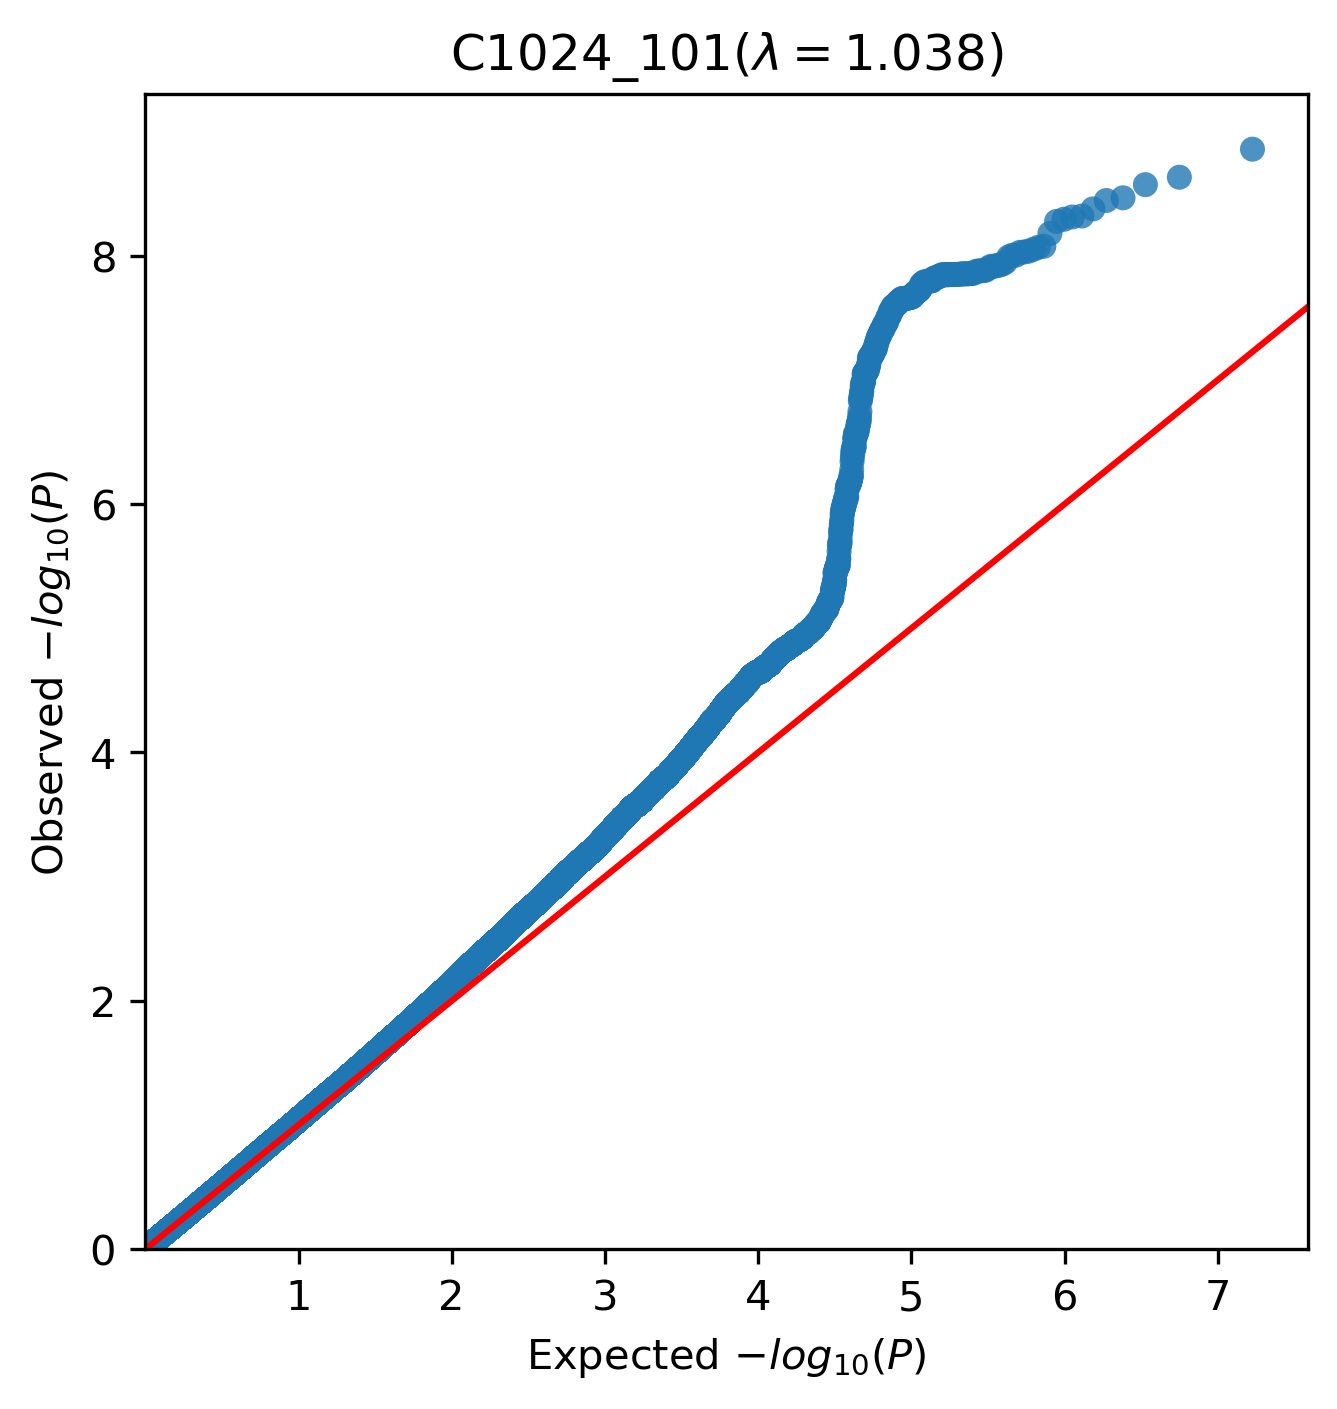 C1024_101(λ = 1.038)
Observed −log₁₀(P)
8
6
4
2
0
1 2 3 4 5 6 7
Expected −log₁₀(P)